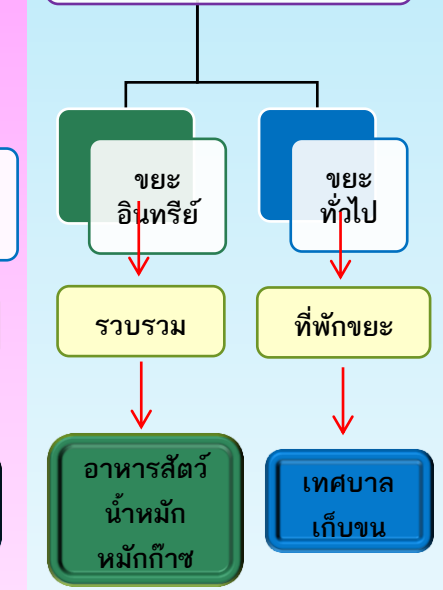 ขยะ
อินทรีย์
ขยะ
ทั่วไป
รวบรวม
ที่พักขยะ
อาหารสัตว์
น้ำหมัก
หมักก๊าซ
เทศบาล
เก็บขน